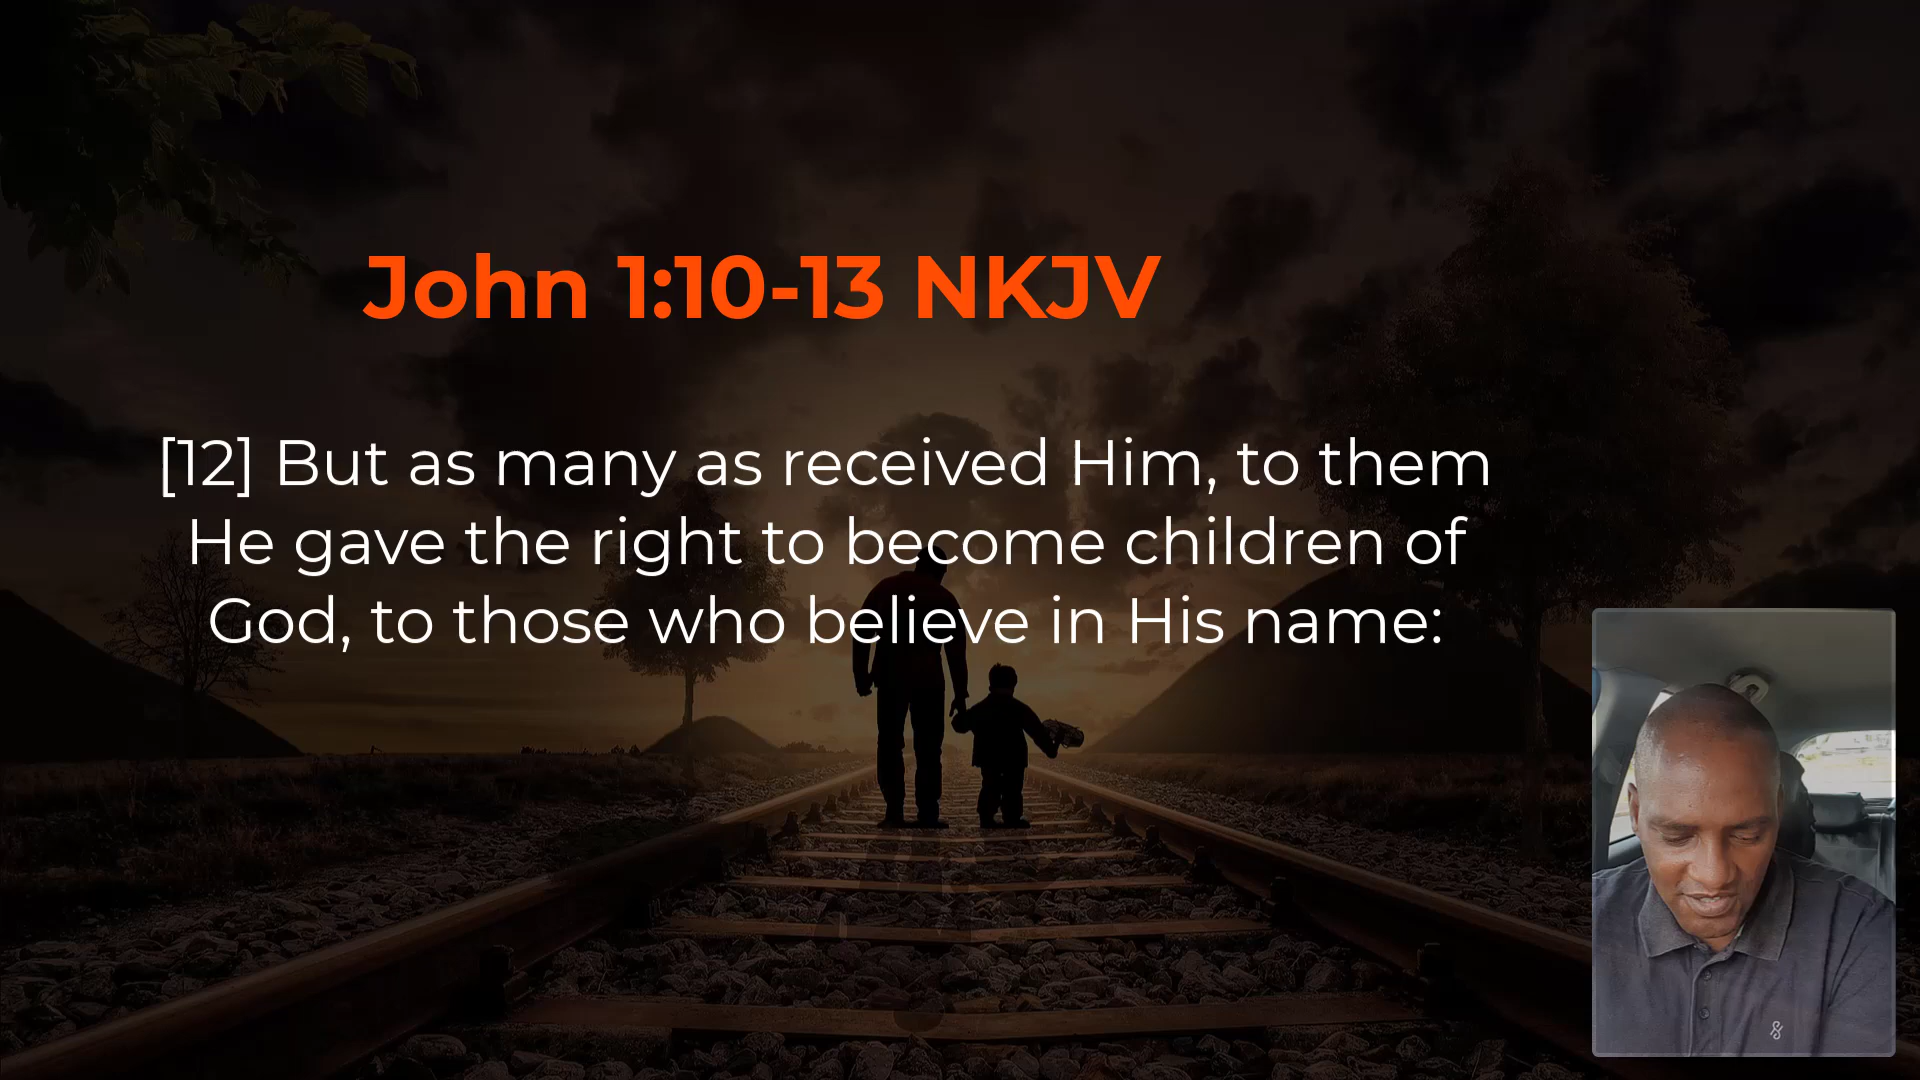 John 1:10-13 NKJV
[12] But as many as received Him, to them
He gave the right to become children of
God, to those who believe in His name: